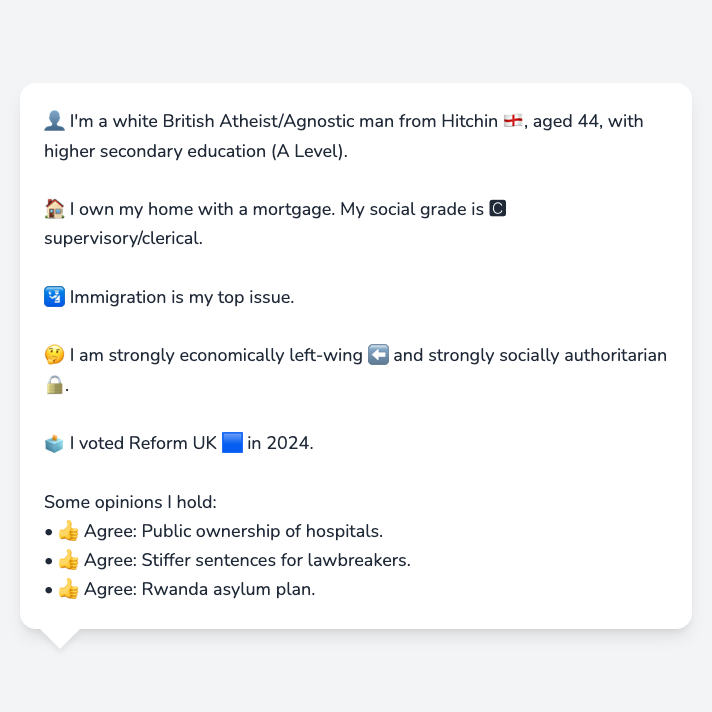 👤 I'm a white British Atheist/Agnostic man from Hitchin 🏴󠁧󠁢󠁥󠁮󠁧󠁿, aged 44, with
higher secondary education (A Level).
🏠 I own my home with a mortgage. My social grade is 🅲
supervisory/clerical.
🛂 Immigration is my top issue.
🤔 I am strongly economically left-wing ⬅️ and strongly socially authoritarian
🔒.
🗳️ I voted Reform UK 🟦 in 2024.
Some opinions I hold:
• 👍 Agree: Public ownership of hospitals.
• 👍 Agree: Stiffer sentences for lawbreakers.
• 👍 Agree: Rwanda asylum plan.